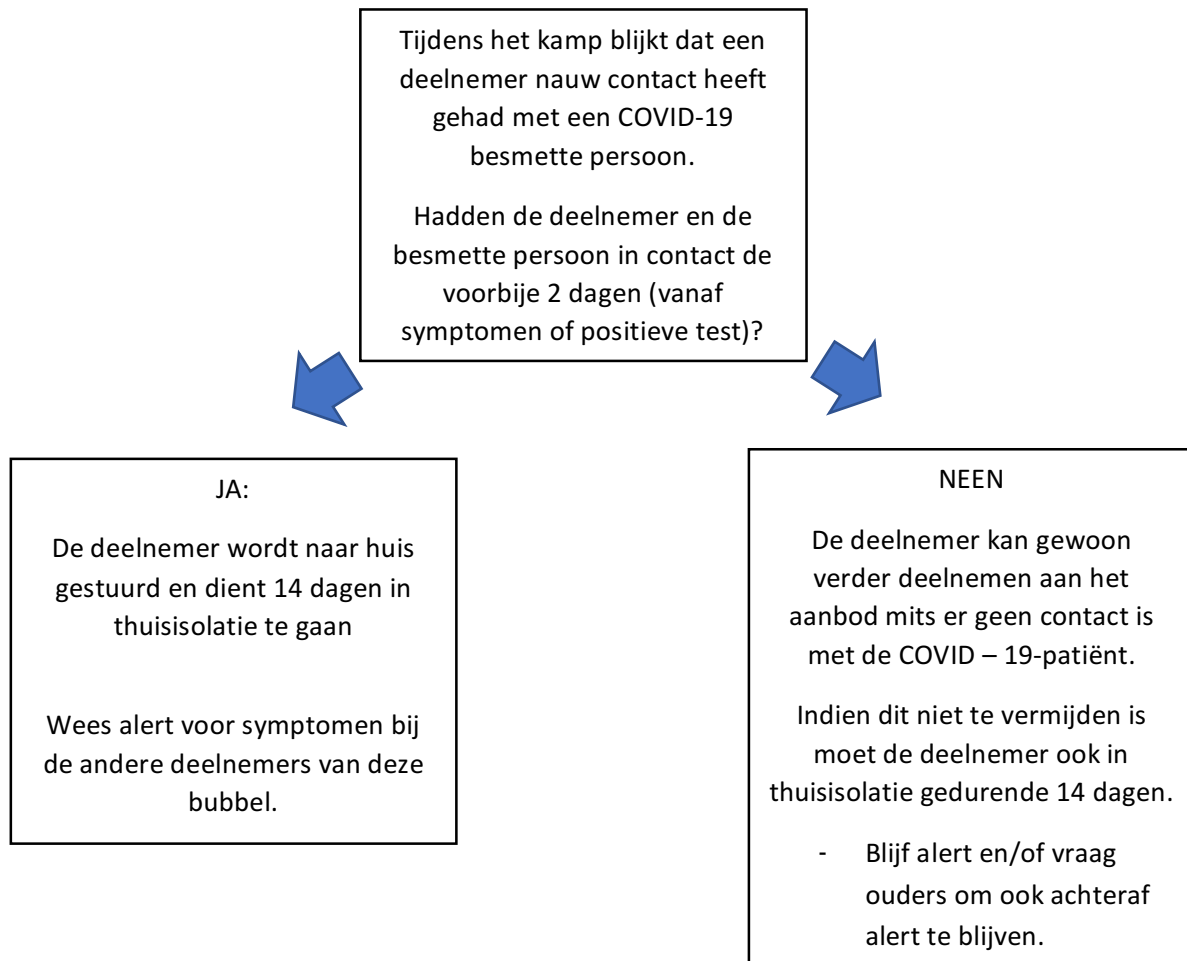 Tijdens het kamp blijkt dat een
deelnemer nauw contact heeft
gehad met een COVID-19
besmette persoon.
Hadden de deelnemer en de
besmette persoon in contact de
voorbije 2 dagen (vanaf
symptomen of positieve test)?
JA:
De deelnemer wordt naar huis
gestuurd en dient 14 dagen in
thuisisolatie te gaan
Wees alert voor symptomen bij
de andere deelnemers van deze
bubbel.
NEEN
De deelnemer kan gewoon
verder deelnemen aan het
aanbod mits er geen contact is
met de COVID – 19-patiënt.
Indien dit niet te vermijden is
moet de deelnemer ook in
thuisisolatie gedurende 14 dagen.
- Blijf alert en/of vraag
ouders om ook achteraf
alert te blijven.